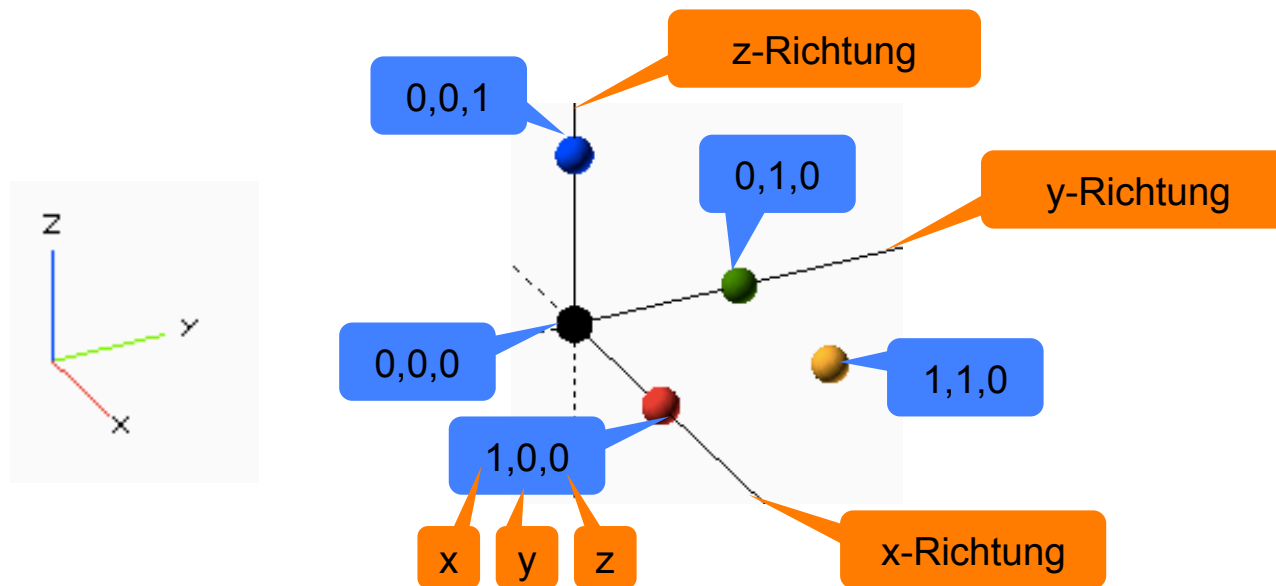 z-Richtung
0,0,1
0,1,0
y-Richtung
Z
Y
X
0,0,0
1,1,0
1,0,0
x
y
z
x-Richtung